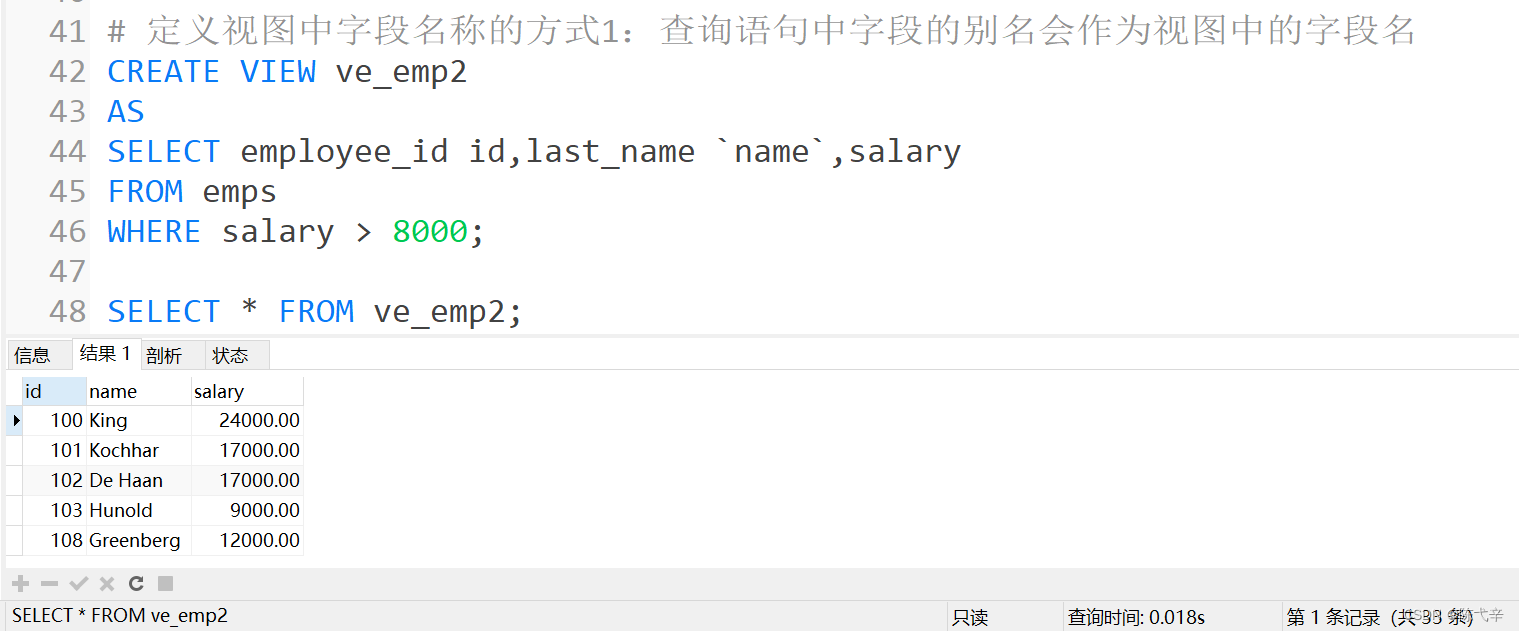 41 # 定义视图中字段名称的方式1：查询语句中字段的别名会作为视图中的字段名
42 CREATE VIEW ve_emp2
43 AS
44 SELECT employee_id id,last_name `name`,salary
45 FROM emps
46 WHERE salary > 8000;
47
48 SELECT * FROM ve_emp2;
信息 结果 1 剖析 状态
id name salary
100 King 24000.00
101 Kochhar 17000.00
102 De Haan 17000.00
103 Hunold 9000.00
108 Greenberg 12000.00
SELECT * FROM ve_emp2 只读 查询时间: 0.018s 第 1 条记录 (共 33 条)